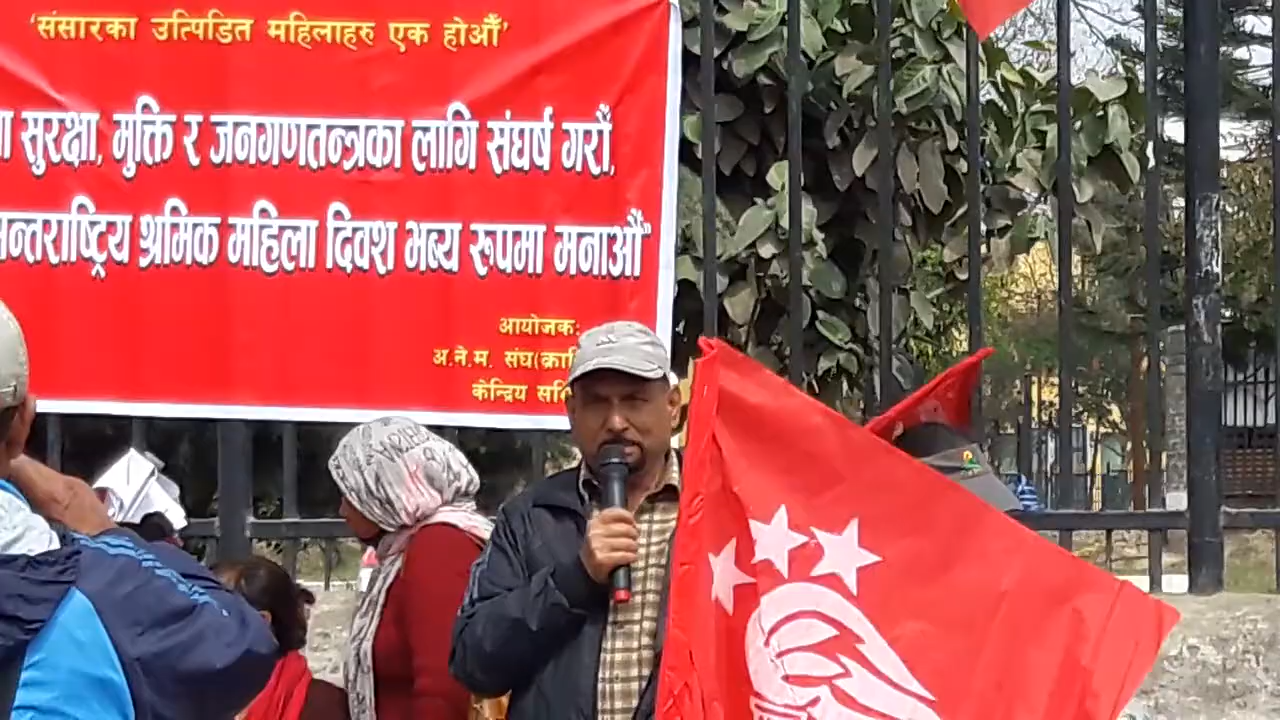 'संसारका उत्पिडित महिलाहरु एक होऔँ'
सुरक्षा, मुक्ति र जनगणतन्त्रका लागि संघर्ष गरौं,
अन्तराष्ट्रिय श्रमिक महिला दिवश भब्य रूपमा मनाऔं"
आयोजक:
अ.ने.म. संघ(क्रा
केन्द्रिय